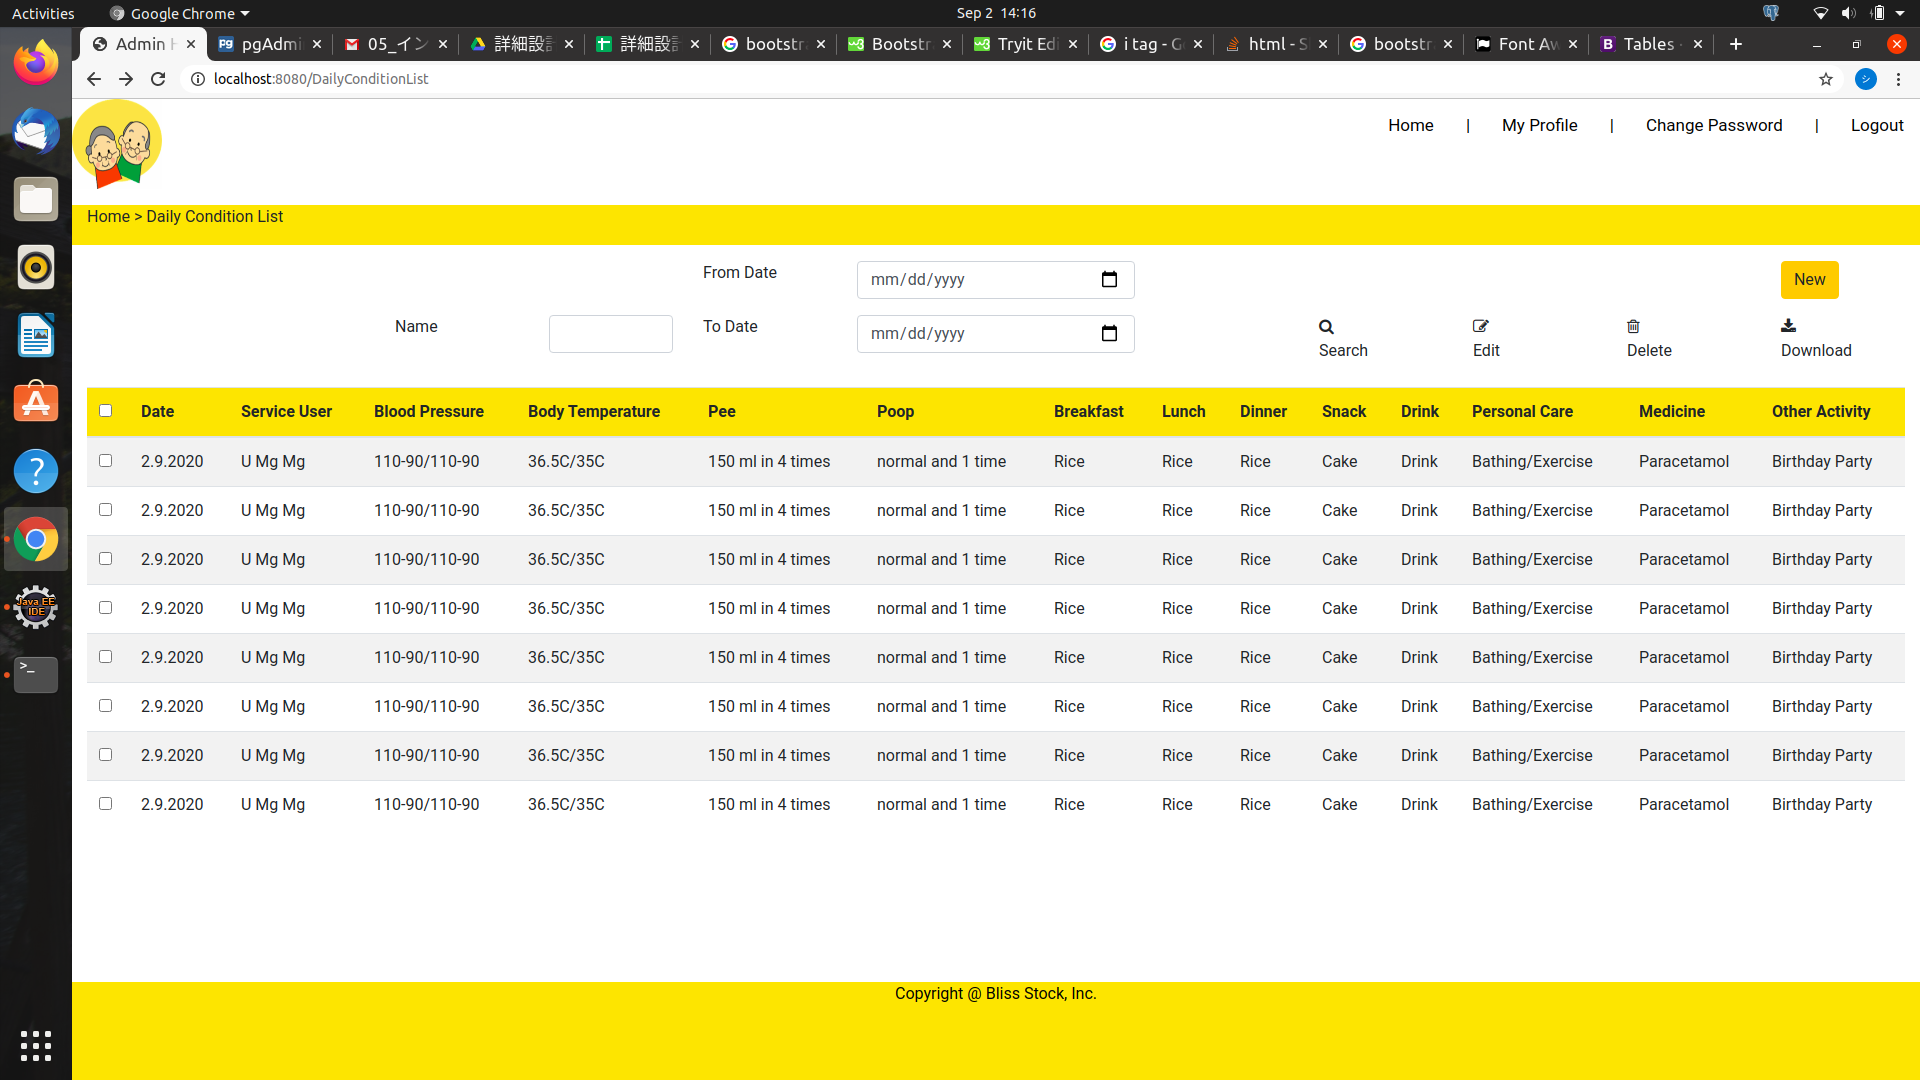 Activities Google Chrome Sep 2 14:16
Admin H pgAdmi 05_イン 詳細設計 詳細設計 bootstr Bootstr Tryit Edi i tag - G html - S bootstr Font Aw Tables -
localhost:8080/DailyConditionList シ
Home | My Profile | Change Password | Logout
Home > Daily Condition List
From Date mm/dd/yyyy New
Name To Date mm/dd/yyyy
Search Edit Delete Download
Date Service User Blood Pressure Body Temperature Pee Poop Breakfast Lunch Dinner Snack Drink Personal Care Medicine Other Activity
2.9.2020 U Mg Mg 110-90/110-90 36.5C/35C 150 ml in 4 times normal and 1 time Rice Rice Rice Cake Drink Bathing/Exercise Paracetamol Birthday Party
2.9.2020 U Mg Mg 110-90/110-90 36.5C/35C 150 ml in 4 times normal and 1 time Rice Rice Rice Cake Drink Bathing/Exercise Paracetamol Birthday Party
2.9.2020 U Mg Mg 110-90/110-90 36.5C/35C 150 ml in 4 times normal and 1 time Rice Rice Rice Cake Drink Bathing/Exercise Paracetamol Birthday Party
2.9.2020 U Mg Mg 110-90/110-90 36.5C/35C 150 ml in 4 times normal and 1 time Rice Rice Rice Cake Drink Bathing/Exercise Paracetamol Birthday Party
2.9.2020 U Mg Mg 110-90/110-90 36.5C/35C 150 ml in 4 times normal and 1 time Rice Rice Rice Cake Drink Bathing/Exercise Paracetamol Birthday Party
2.9.2020 U Mg Mg 110-90/110-90 36.5C/35C 150 ml in 4 times normal and 1 time Rice Rice Rice Cake Drink Bathing/Exercise Paracetamol Birthday Party
2.9.2020 U Mg Mg 110-90/110-90 36.5C/35C 150 ml in 4 times normal and 1 time Rice Rice Rice Cake Drink Bathing/Exercise Paracetamol Birthday Party
2.9.2020 U Mg Mg 110-90/110-90 36.5C/35C 150 ml in 4 times normal and 1 time Rice Rice Rice Cake Drink Bathing/Exercise Paracetamol Birthday Party
Java EE
IDE
Copyright @ Bliss Stock, Inc.